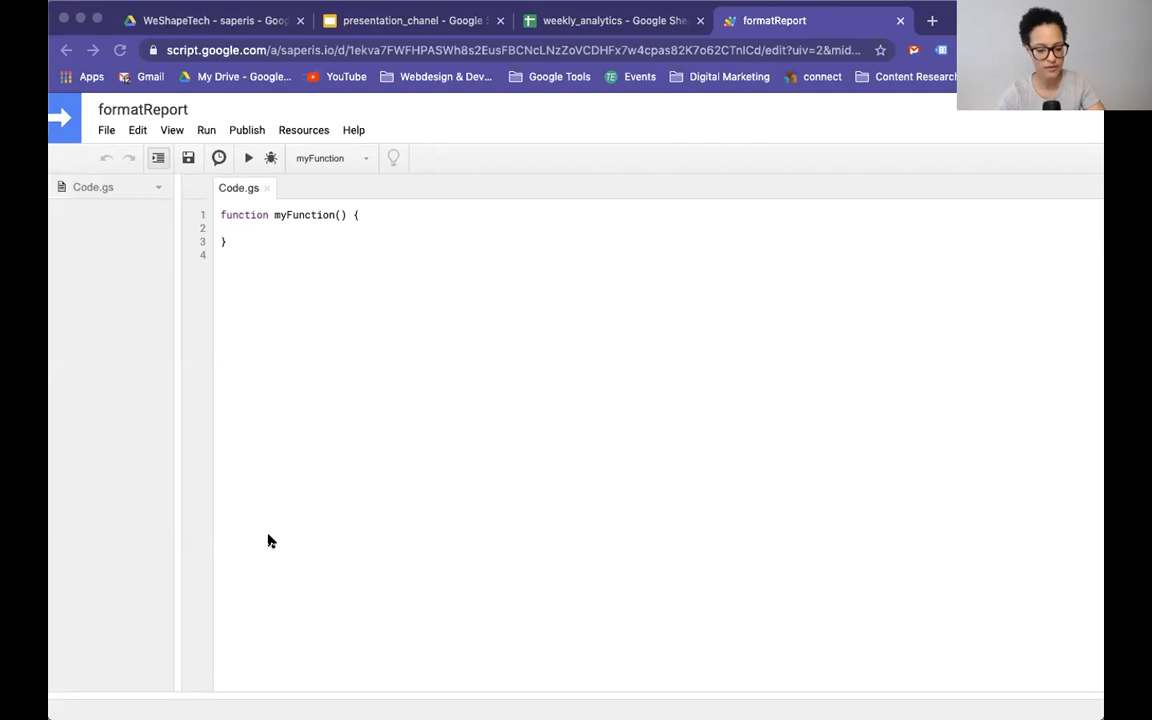 WeShapeTech - saperis - Goog
presentation_chanel - Google S
weekly_analytics - Google She
formatReport
script.google.com/a/saperis.io/d/1ekva7FWFHPASWh8s2EusFBCNcLNzZoVCDHFx7w4cpas82K7o62CTnlCd/edit?uiv=2&mid...
Apps
Gmail
My Drive - Google...
YouTube
Webdesign & Dev...
Google Tools
Events
Digital Marketing
connect
Content Researc
formatReport
File Edit View Run Publish Resources Help
myFunction
Code.gs
Code.gs
1 function myFunction() {
2
3 }
4